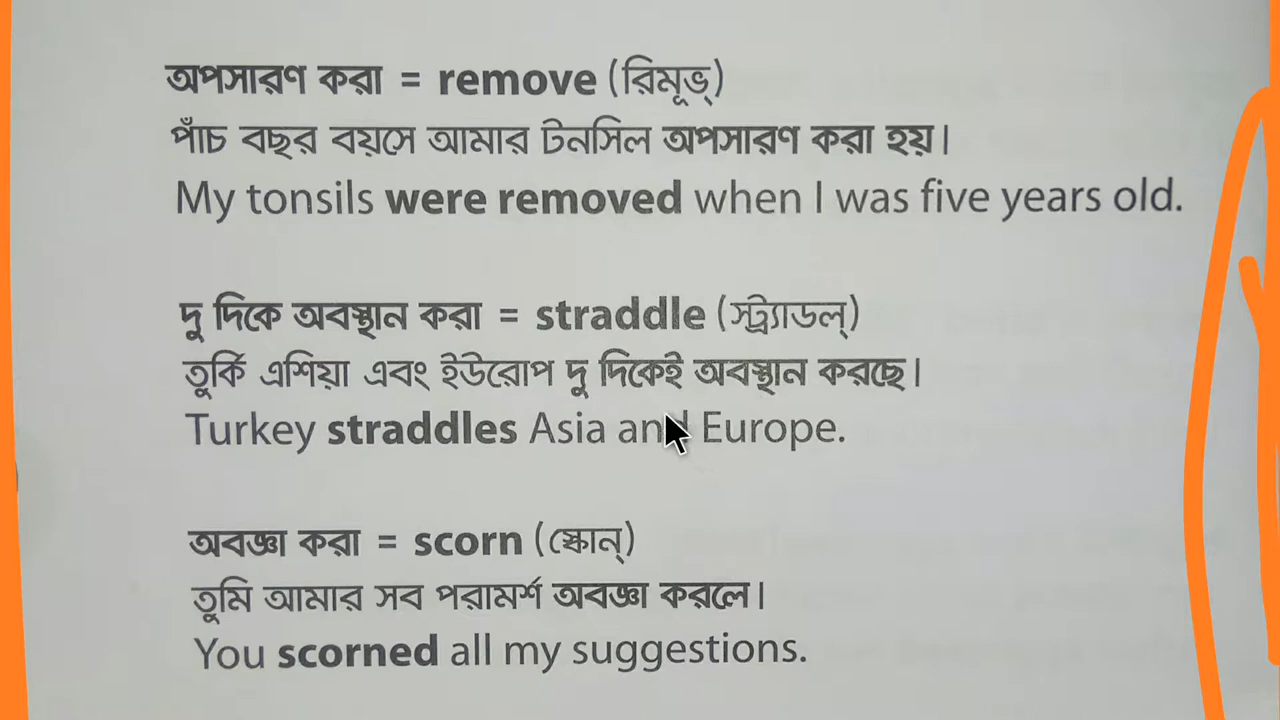 অপসারণ করা = remove (রিমূভ্)
পাঁচ বছর বয়সে আমার টনসিল অপসারণ করা হয়।
My tonsils were removed when I was five years old.
দু দিকে অবস্থান করা = straddle (স্ট্র্যাডল্)
তুর্কি এশিয়া এবং ইউরোপ দু দিকেই অবস্থান করছে।
Turkey straddles Asia and Europe.
অবজ্ঞা করা = scorn (স্কোন্)
তুমি আমার সব পরামর্শ অবজ্ঞা করলে।
You scorned all my suggestions.